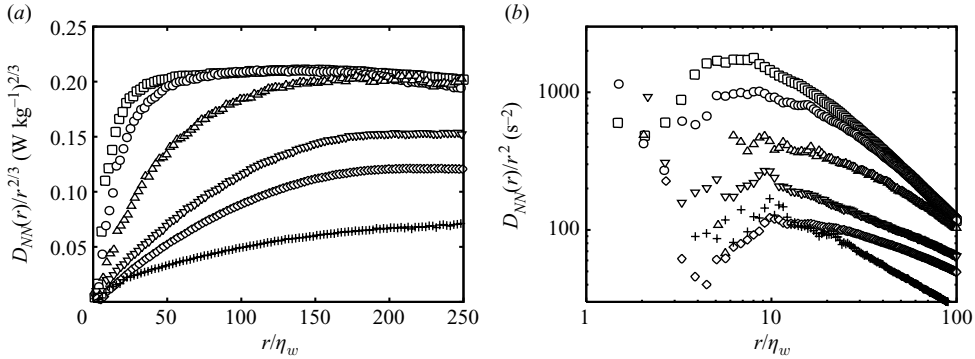 (a)
0.25
0.20
0.15
0.10
0.05
0
50
100
150
200
250
r/η_w
D_NN(r)/r^2/3 (W kg^−1)^2/3
(b)
1000
100
1
10
100
r/η_w
D_NN(r)/r^2 (s^−2)